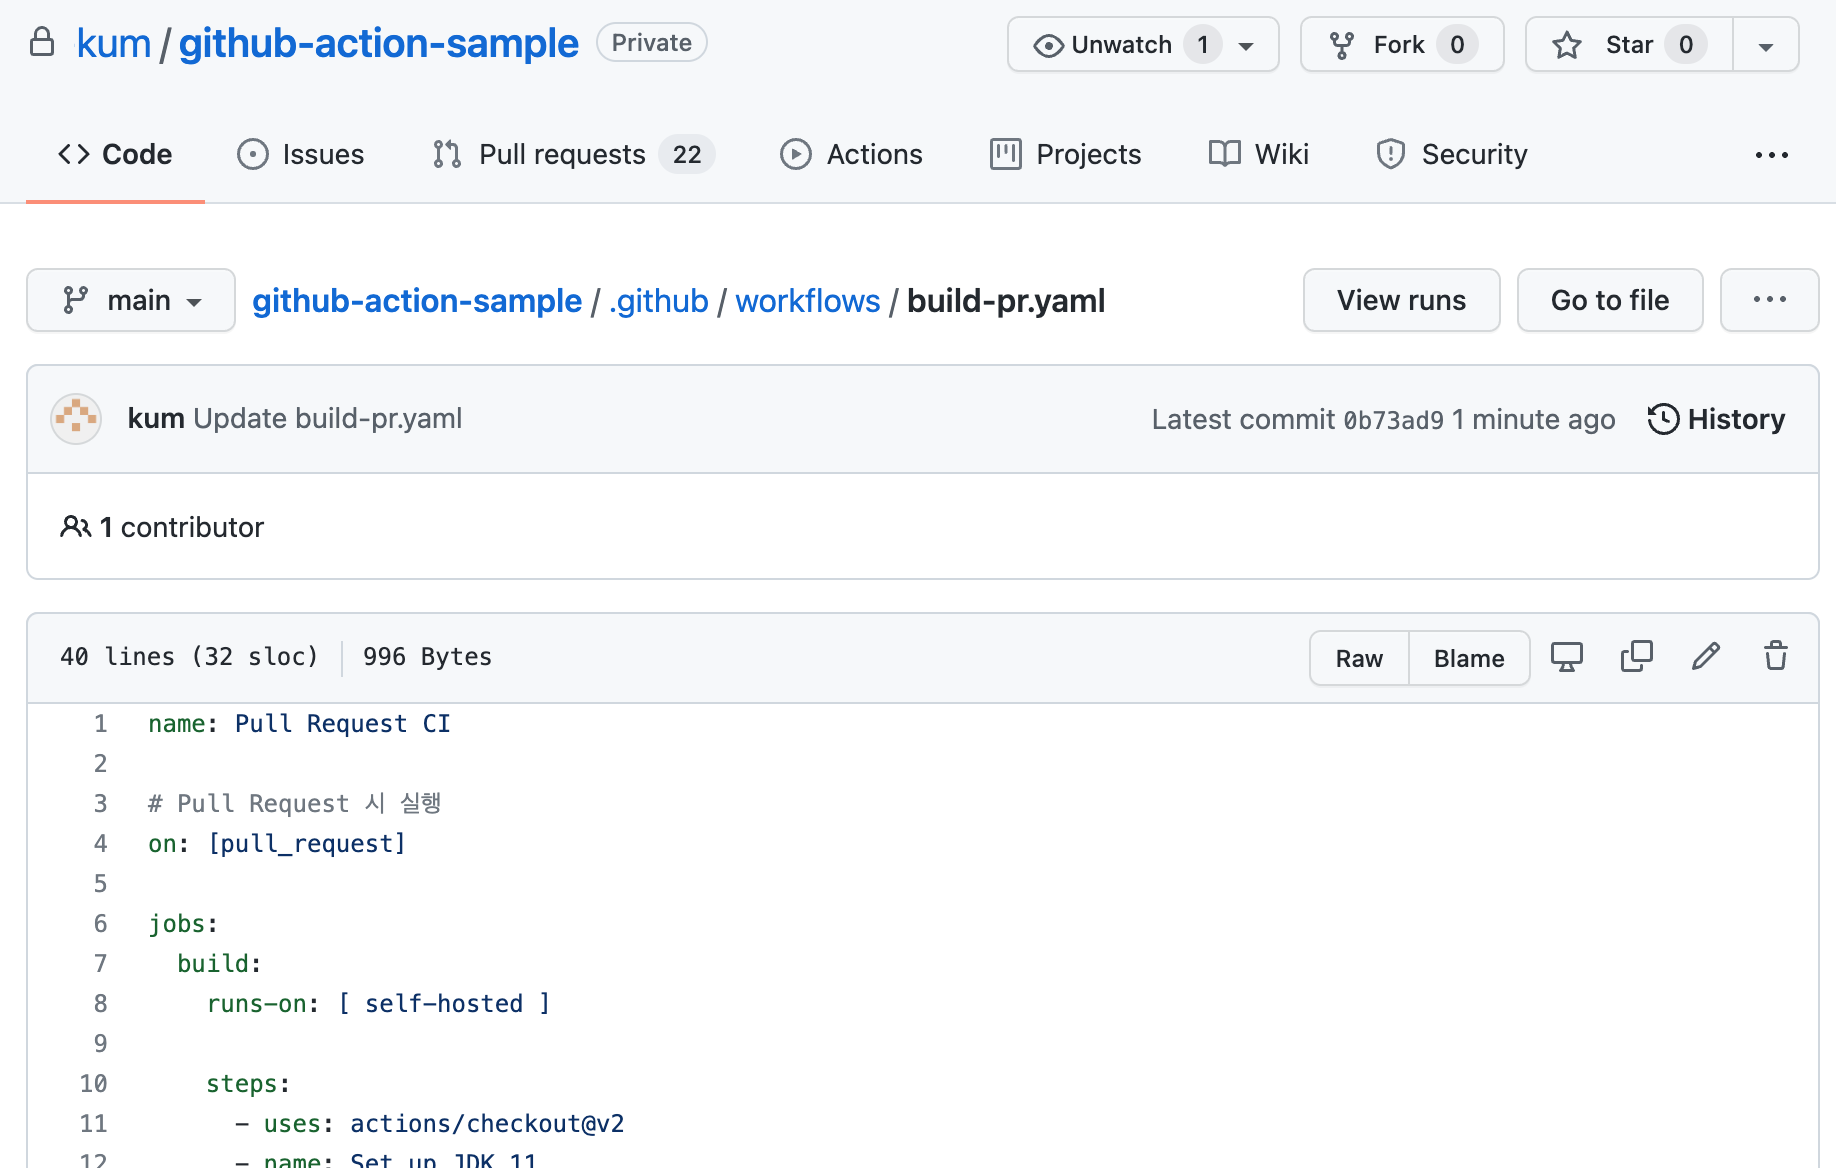 kum / github-action-sample Private Unwatch 1 Fork 0 Star 0
Code Issues Pull requests 22 Actions Projects Wiki Security ...
main github-action-sample / .github / workflows / build-pr.yaml View runs Go to file ...
kum Update build-pr.yaml Latest commit 0b73ad9 1 minute ago History
1 contributor
40 lines (32 sloc) 996 Bytes Raw Blame
1 name: Pull Request CI
2
3 # Pull Request 시 실행
4 on: [pull_request]
5
6 jobs:
7 build:
8 runs-on: [ self-hosted ]
9
10 steps:
11 - uses: actions/checkout@v2
12 - name: Set up JDK 11